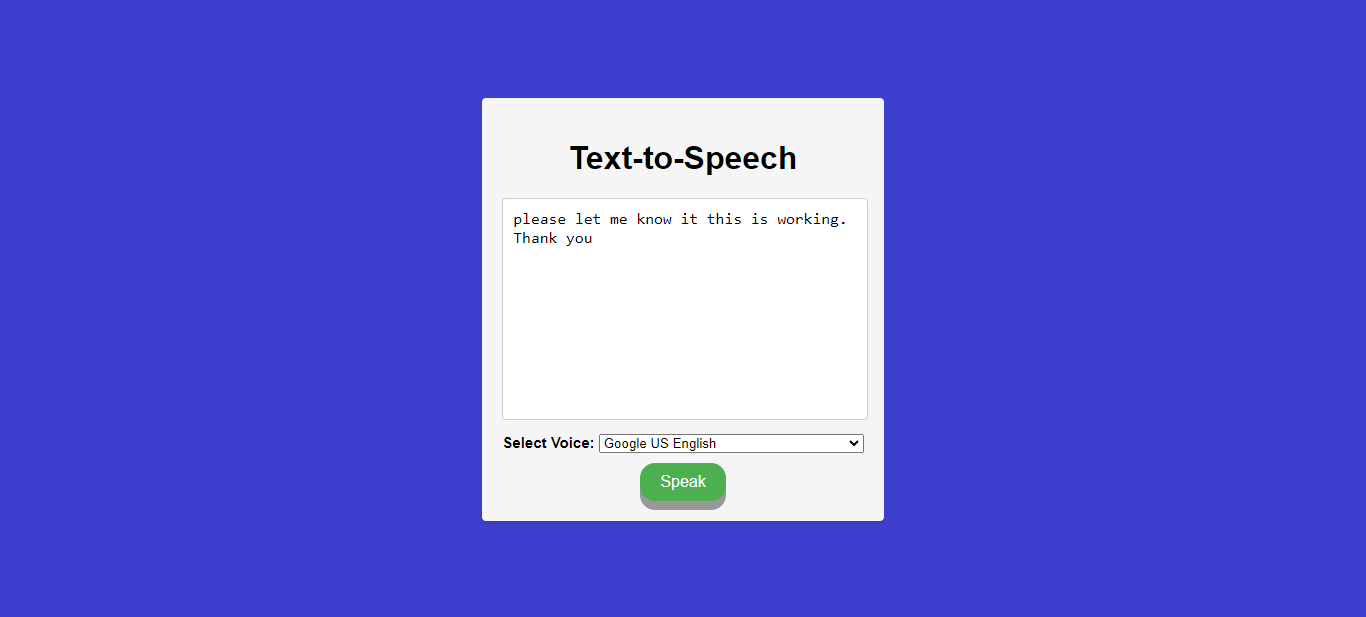 Text-to-Speech
please let me know it this is working.
Thank you
Select Voice: Google US English
Speak